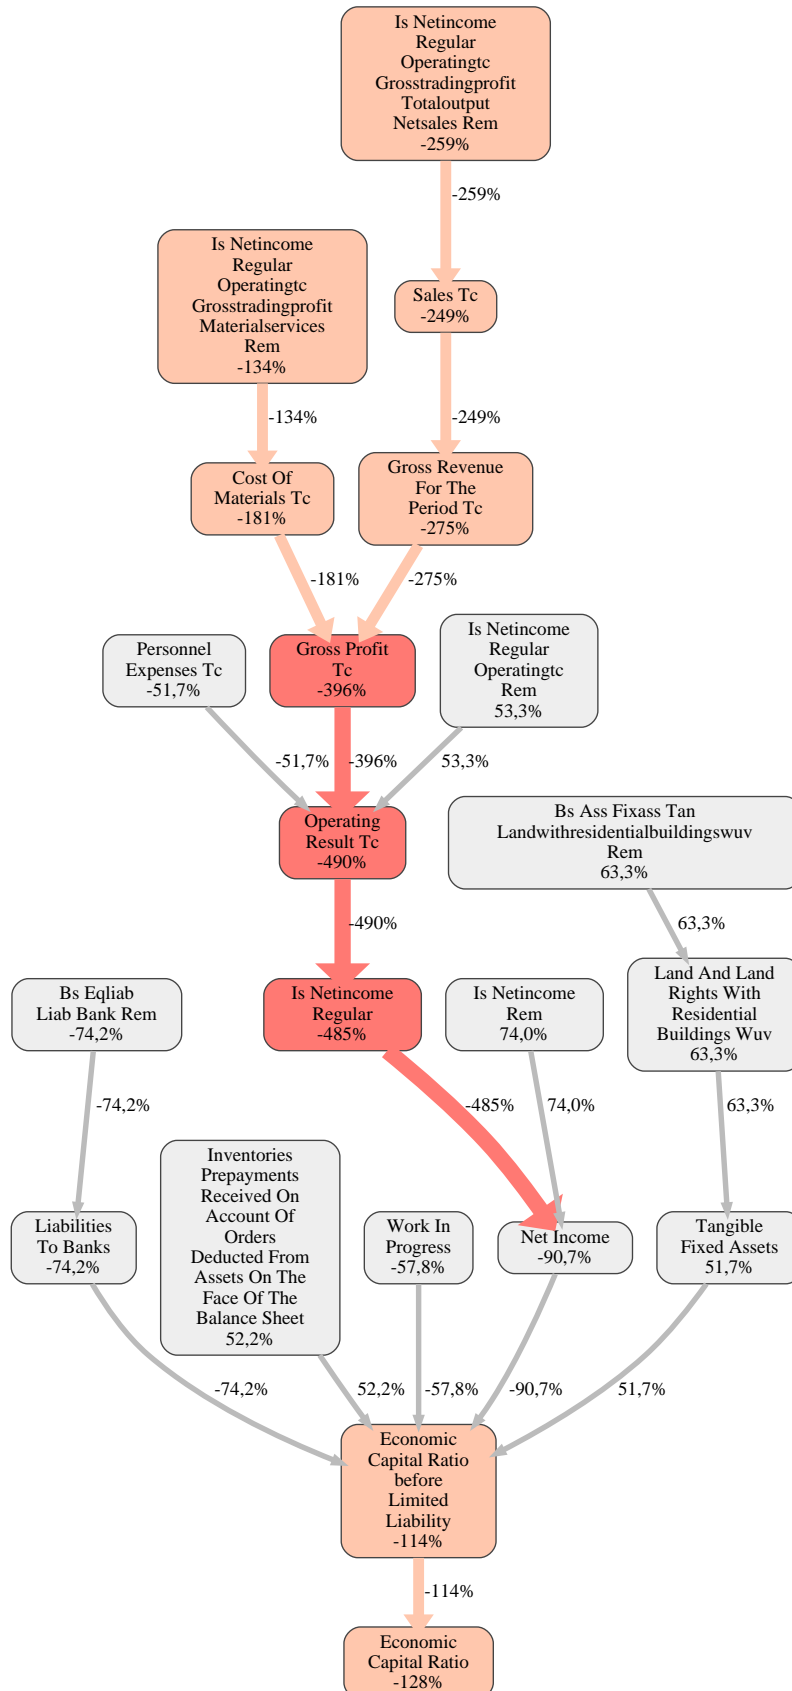 Is Netincome
Regular
Operatingtc
Grosstradingprofit
Totaloutput
Netsales Rem
-259%
-259%
Is Netincome
Regular
Operatingtc
Grosstradingprofit
Materialservices
Rem
-134%
Sales Tc
-249%
-134%
-249%
Cost Of
Materials Tc
-181%
Gross Revenue
For The
Period Tc
-275%
-181%
-275%
Personnel
Expenses Tc
-51,7%
Gross Profit
Tc
-396%
Is Netincome
Regular
Operatingtc
Rem
53,3%
-51,7%
-396%
53,3%
Operating
Result Tc
-490%
Bs Ass Fixass Tan
Landwithresidentialbuildingswuv
Rem
63,3%
-490%
63,3%
Bs Eqliab
Liab Bank Rem
-74,2%
Is Netincome
Regular
-485%
Is Netincome
Rem
74,0%
Land And Land
Rights With
Residential
Buildings Wuv
63,3%
-74,2%
-485%
74,0%
63,3%
Liabilities
To Banks
-74,2%
Inventories
Prepayments
Received On
Account Of
Orders
Deducted From
Assets On The
Face Of The
Balance Sheet
52,2%
Work In
Progress
-57,8%
Net Income
-90,7%
Tangible
Fixed Assets
51,7%
-74,2%
52,2%
-57,8%
-90,7%
51,7%
Economic
Capital Ratio
before
Limited
Liability
-114%
-114%
Economic
Capital Ratio
-128%